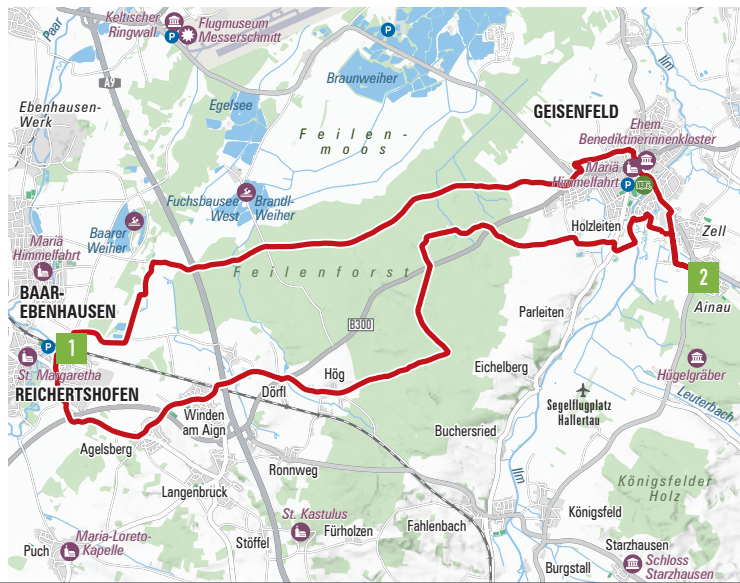 Keltischer
Ringwall
Flugmuseum
Messerschmitt
P
P
Paar
Ilm
A9
Braunweiher
Ebenhausen-
Werk
Egelsee
GEISENFELD
Feilen-
moos
Ehem.
Benediktinerinnenkloster
Mariä
Himmelfahrt
P
Fuchsbausee
West
Brandl-
Weiher
Baarer
Weiher
Holzleiten
Zell
Mariä
Himmelfahrt
Feilenforst
2
BAAR-
EBENHAUSEN
Ainau
Parleiten
B300
P
1
St. Margaretha
Eichelberg
Hügelgräber
REICHERTSHOFEN
Hög
Dörfl
Segelflugplatz
Hallertau
Leuterbach
Winden
am Aign
Buchersried
Agelsberg
Ilm
Ronnweg
Königsfelder
Holz
Langenbruck
St. Kastulus
Königsfeld
Maria-Loreto-
Kapelle
Puch
Stöffel
Fürholzen
Fahlenbach
Starzhausen
Schloss
Starzhausen
Burgstall